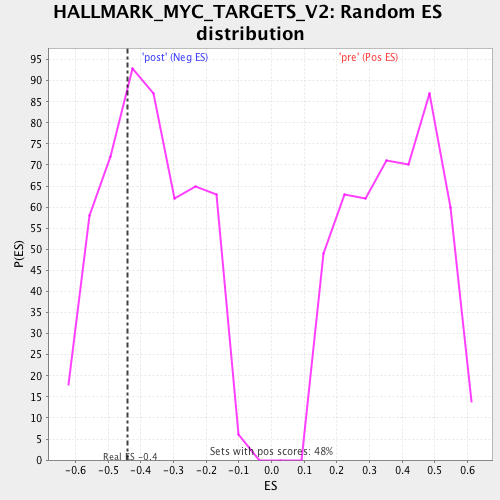 HALLMARK_MYC_TARGETS_V2: Random ES
distribution
'post' (Neg ES)
'pre' (Pos ES)
95
90
85
80
75
70
65
60
55
50
45
40
35
30
25
20
15
10
5
0
P(ES)
Sets with pos scores: 48%
Real ES -0.4
-0.6 -0.5 -0.4 -0.3 -0.2 -0.1 0.0 0.1 0.2 0.3 0.4 0.5 0.6
ES